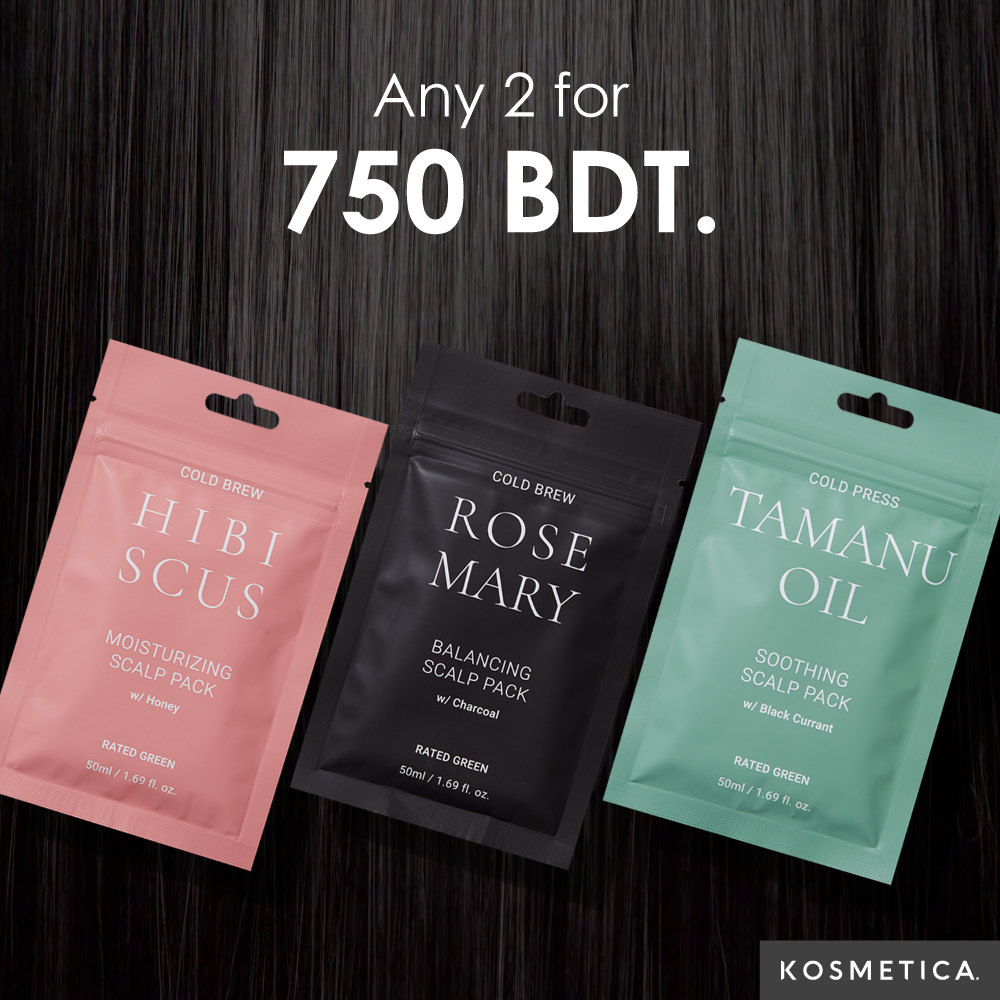 Any 2 for
750 BDT.
COLD BREW
HIBI
SCUS
MOISTURIZING
SCALP PACK
w/ Honey
RATED GREEN
50ml / 1.69 fl. oz.
COLD BREW
ROSE
MARY
BALANCING
SCALP PACK
w/ Charcoal
RATED GREEN
50ml / 1.69 fl. oz.
COLD PRESS
TAMANU
OIL
SOOTHING
SCALP PACK
w/ Black Currant
RATED GREEN
50ml / 1.69 fl. oz.
KOSMETICA.